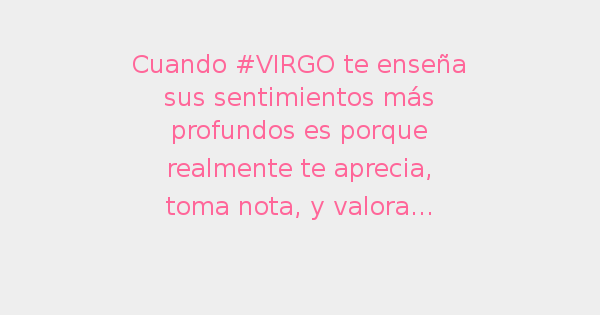 Cuando #VIRGO te enseña
sus sentimientos más
profundos es porque
realmente te aprecia,
toma nota, y valora...